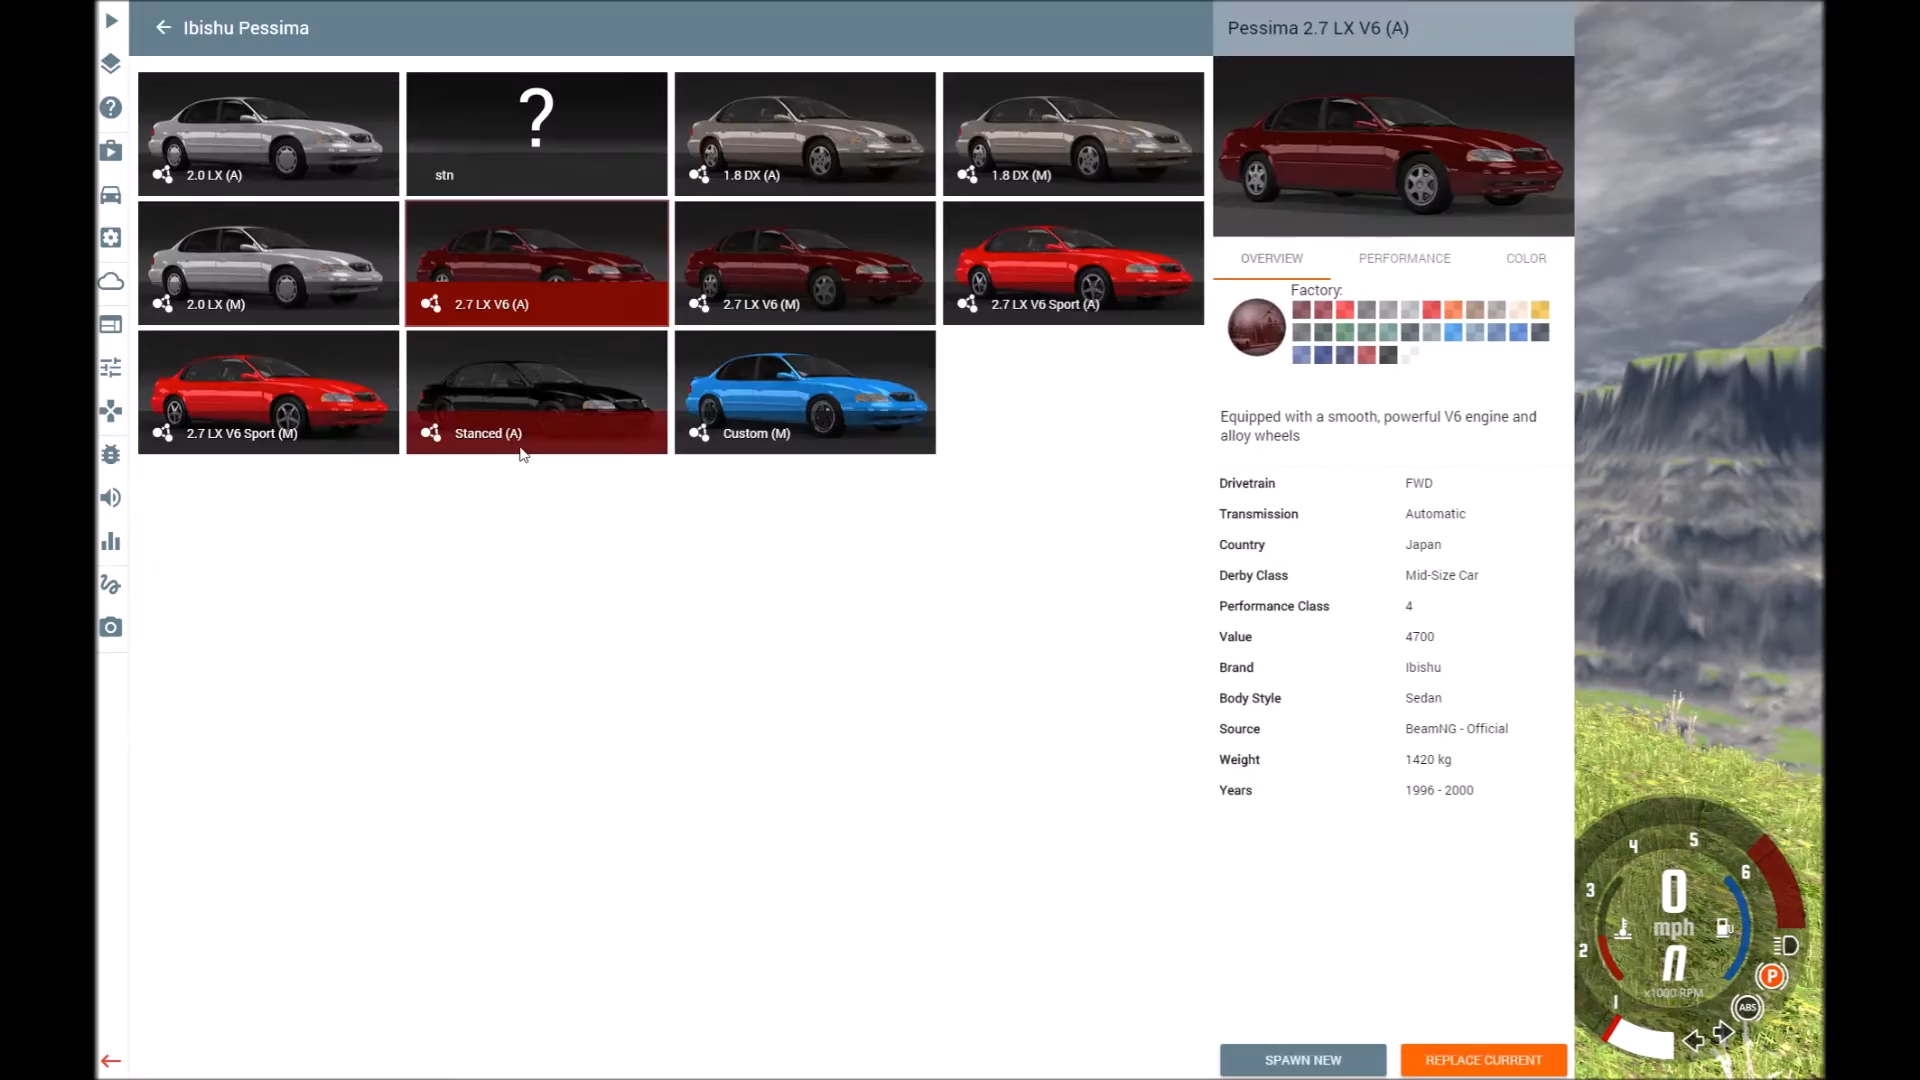 Ibishu Pessima
Pessima 2.7 LX V6 (A)
?
2.0 LX (A)
stn
1.8 DX (A)
1.8 DX (M)
2.0 LX (M)
2.7 LX V6 (A)
2.7 LX V6 (M)
2.7 LX V6 Sport (A)
2.7 LX V6 Sport (M)
Stanced (A)
Custom (M)
OVERVIEW PERFORMANCE COLOR
Factory:
Equipped with a smooth, powerful V6 engine and
alloy wheels
Drivetrain FWD
Transmission Automatic
Country Japan
Derby Class Mid-Size Car
Performance Class 4
Value 4700
Brand Ibishu
Body Style Sedan
Source BeamNG - Official
Weight 1420 kg
Years 1996 - 2000
SPAWN NEW REPLACE CURRENT
1
2
3
4
5
6
0
mph
n
x1000 RPM
P
ABS